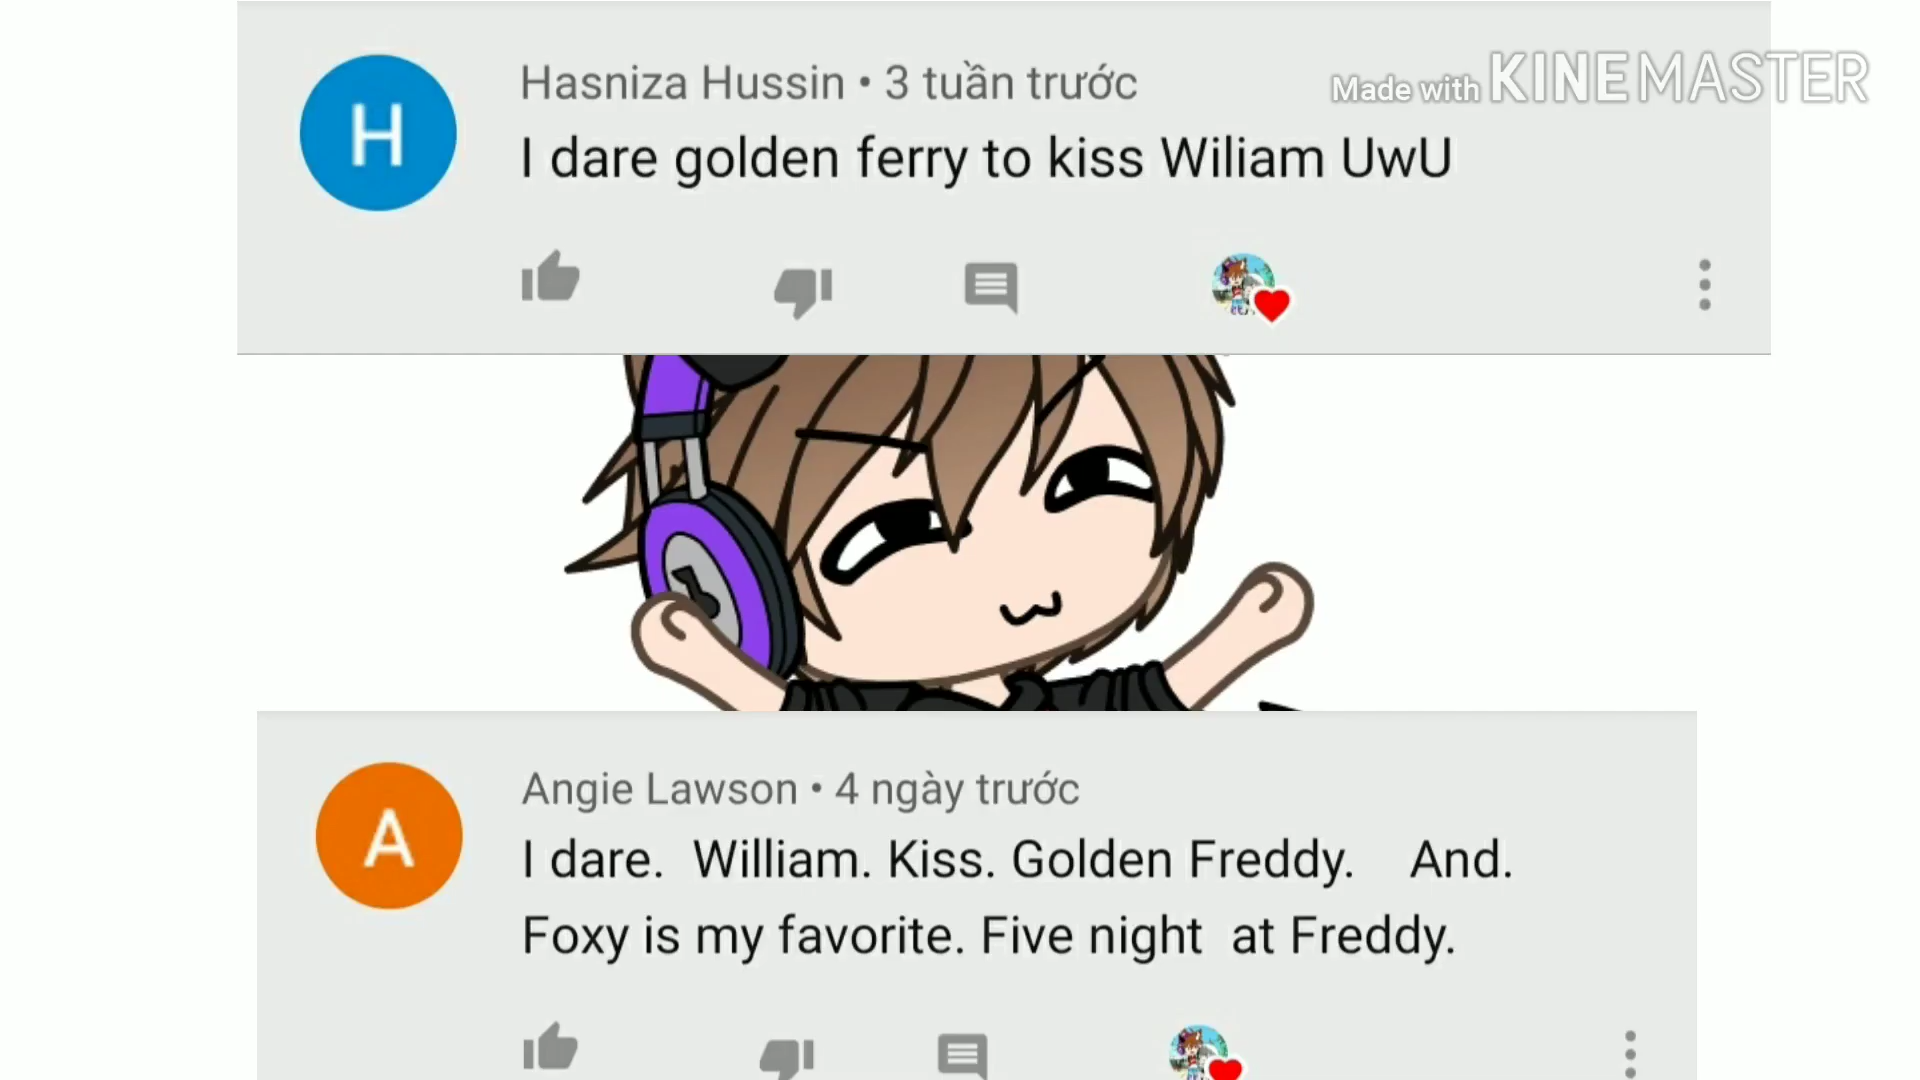 H
Hasniza Hussin • 3 tuần trước
Made with KINEMASTER
I dare golden ferry to kiss Wiliam UwU
A
Angie Lawson • 4 ngày trước
I dare.  William. Kiss. Golden Freddy.    And.
Foxy is my favorite. Five night  at Freddy.